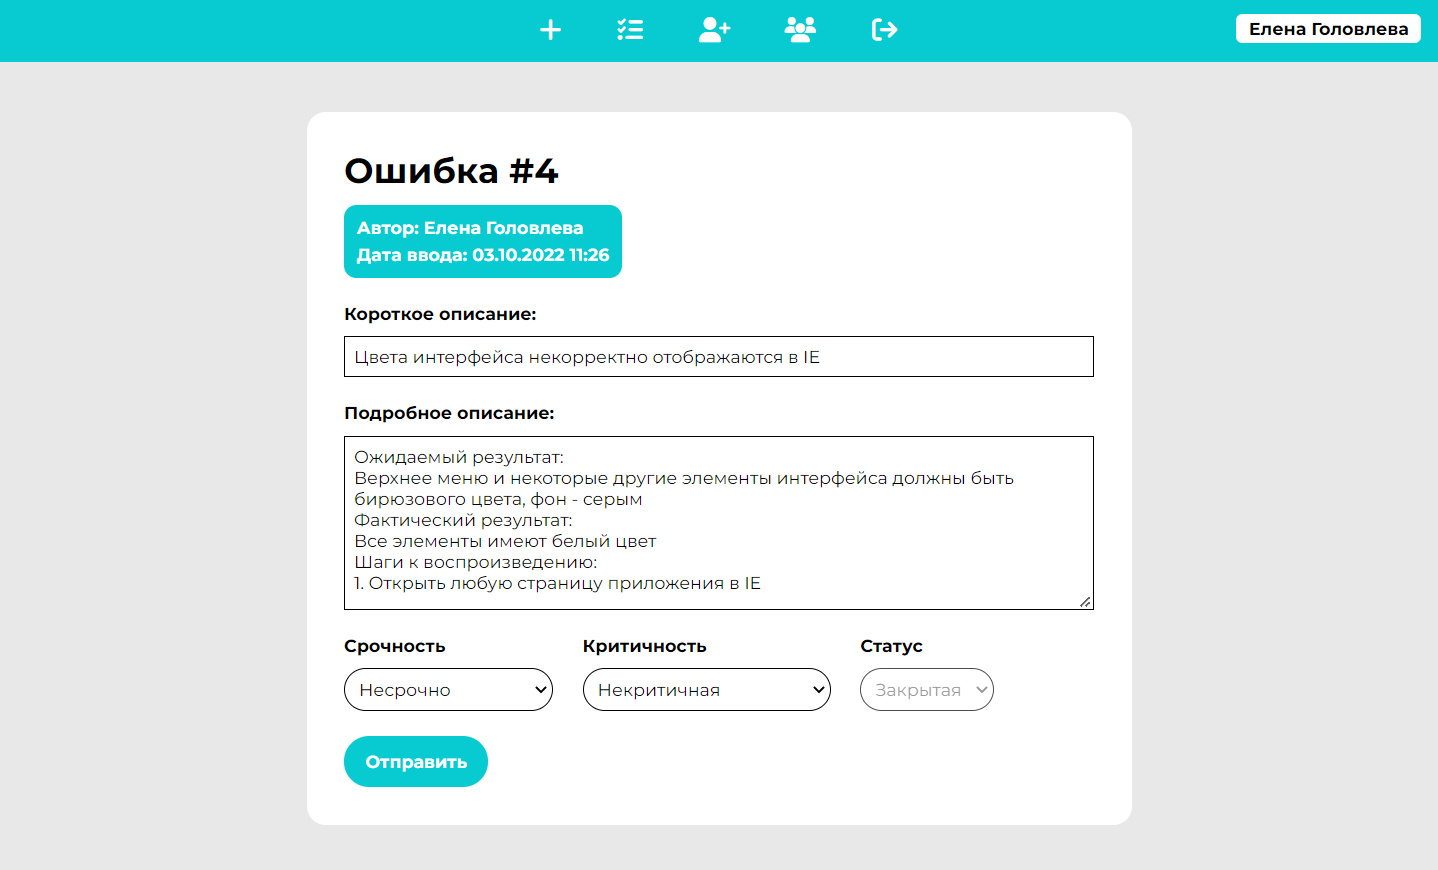 Елена Головлева
Ошибка #4
Автор: Елена Головлева
Дата ввода: 03.10.2022 11:26
Короткое описание:
Цвета интерфейса некорректно отображаются в IE
Подробное описание:
Ожидаемый результат:
Верхнее меню и некоторые другие элементы интерфейса должны быть
бирюзового цвета, фон - серым
Фактический результат:
Все элементы имеют белый цвет
Шаги к воспроизведению:
1. Открыть любую страницу приложения в IE
Срочность Критичность Статус
Несрочно Некритичная Закрытая
Отправить